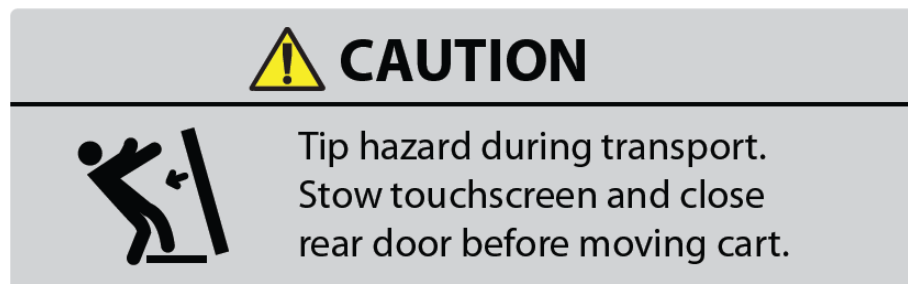 CAUTION
Tip hazard during transport.
Stow touchscreen and close
rear door before moving cart.